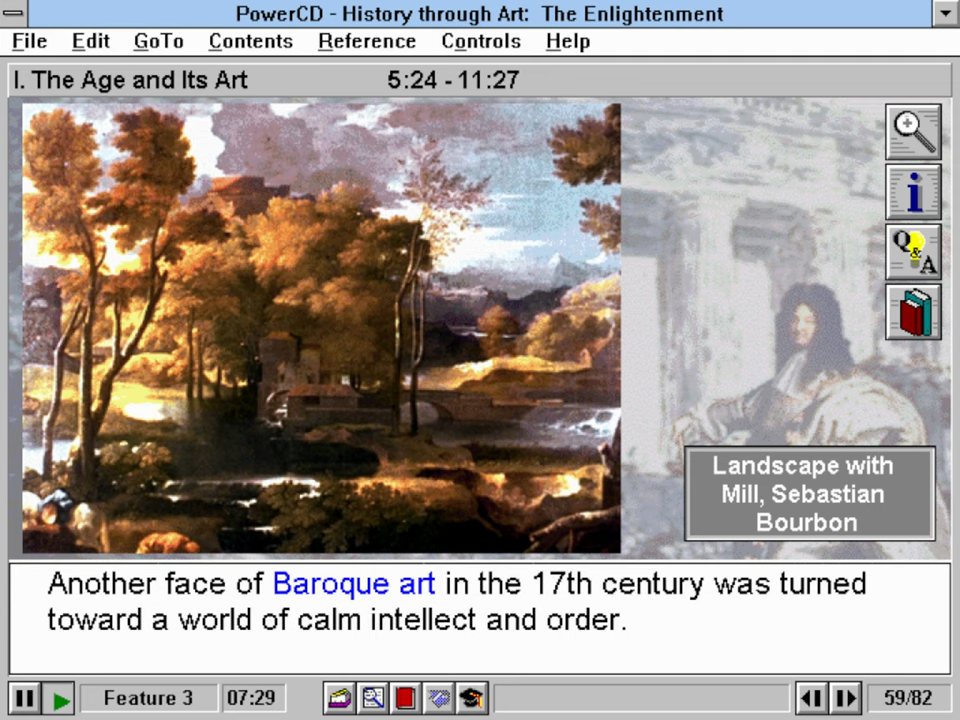 PowerCD - History through Art:  The Enlightenment
File Edit GoTo Contents Reference Controls Help
I. The Age and Its Art 5:24 - 11:27
Q & A
Landscape with
Mill, Sebastian
Bourbon
Another face of Baroque art in the 17th century was turned
toward a world of calm intellect and order.
Feature 3 07:29 59/82